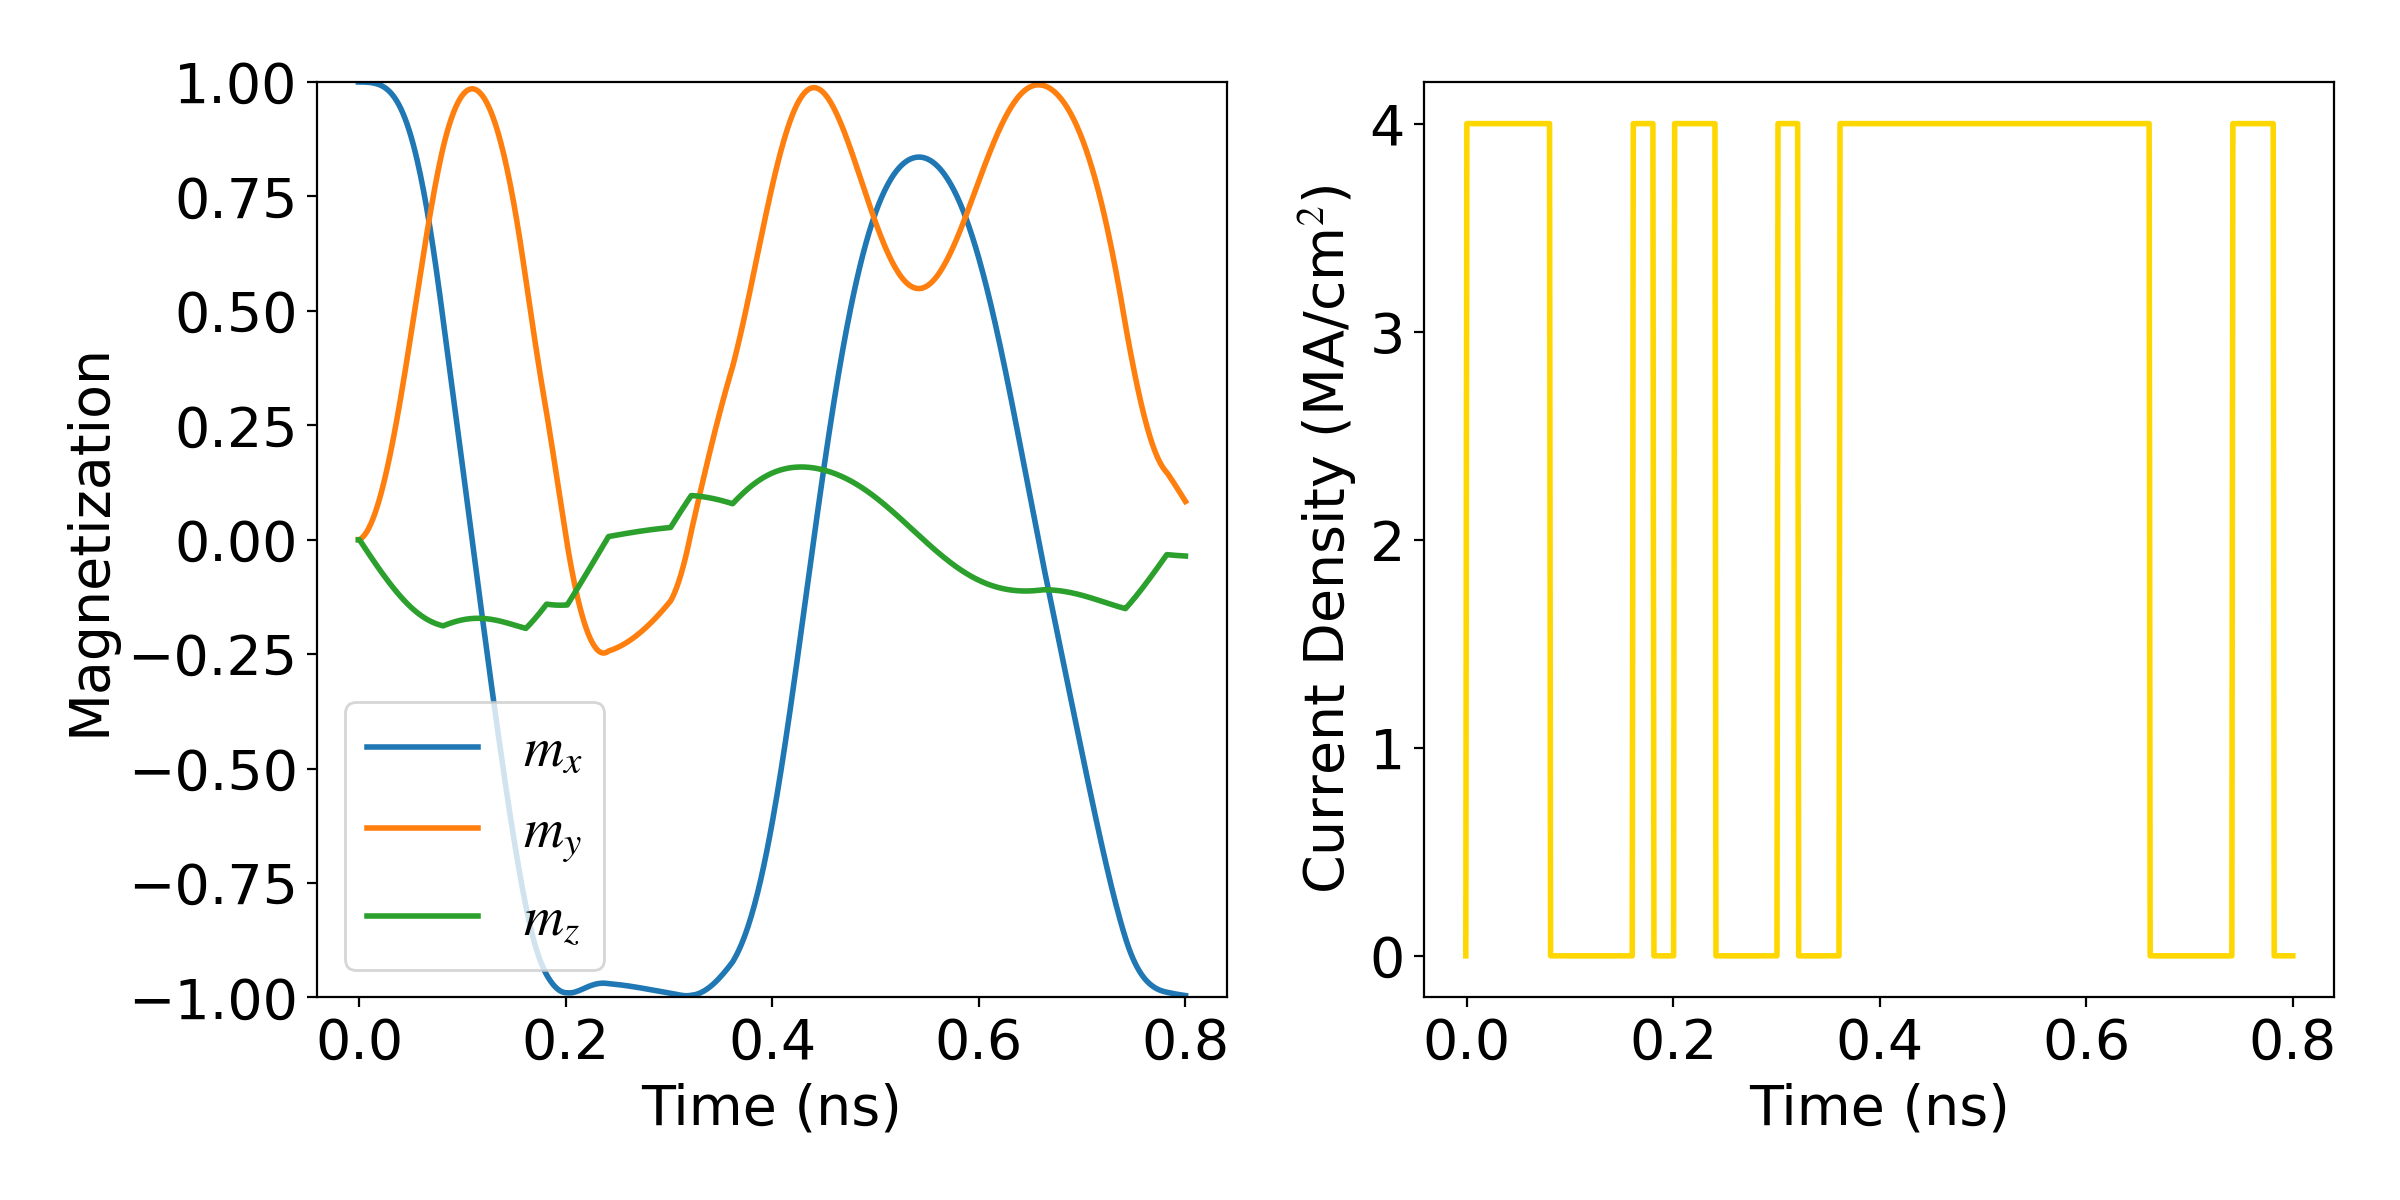 Magnetization
1.00
0.75
0.50
0.25
0.00
−0.25
−0.50
−0.75
−1.00
m_x
m_y
m_z
0.0 0.2 0.4 0.6 0.8
Time (ns)
Current Density (MA/cm²)
4
3
2
1
0
0.0 0.2 0.4 0.6 0.8
Time (ns)